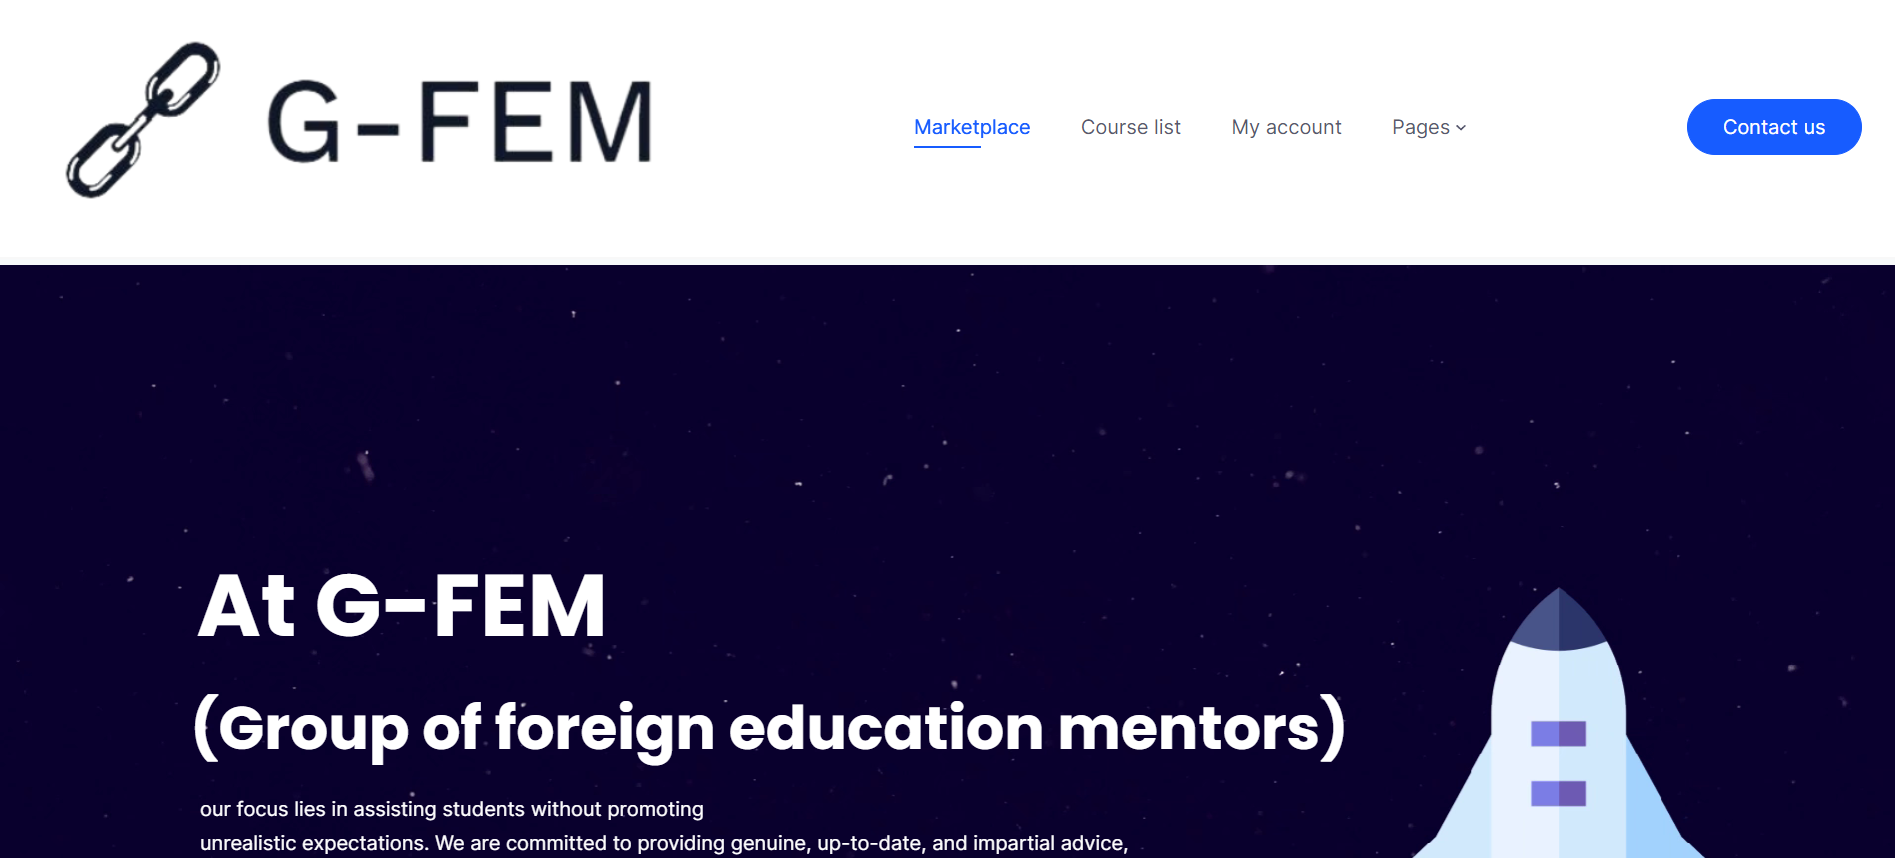 G-FEM
Marketplace
Course list
My account
Pages
Contact us
At G-FEM
(Group of foreign education mentors)
our focus lies in assisting students without promoting
unrealistic expectations. We are committed to providing genuine, up-to-date, and impartial advice,